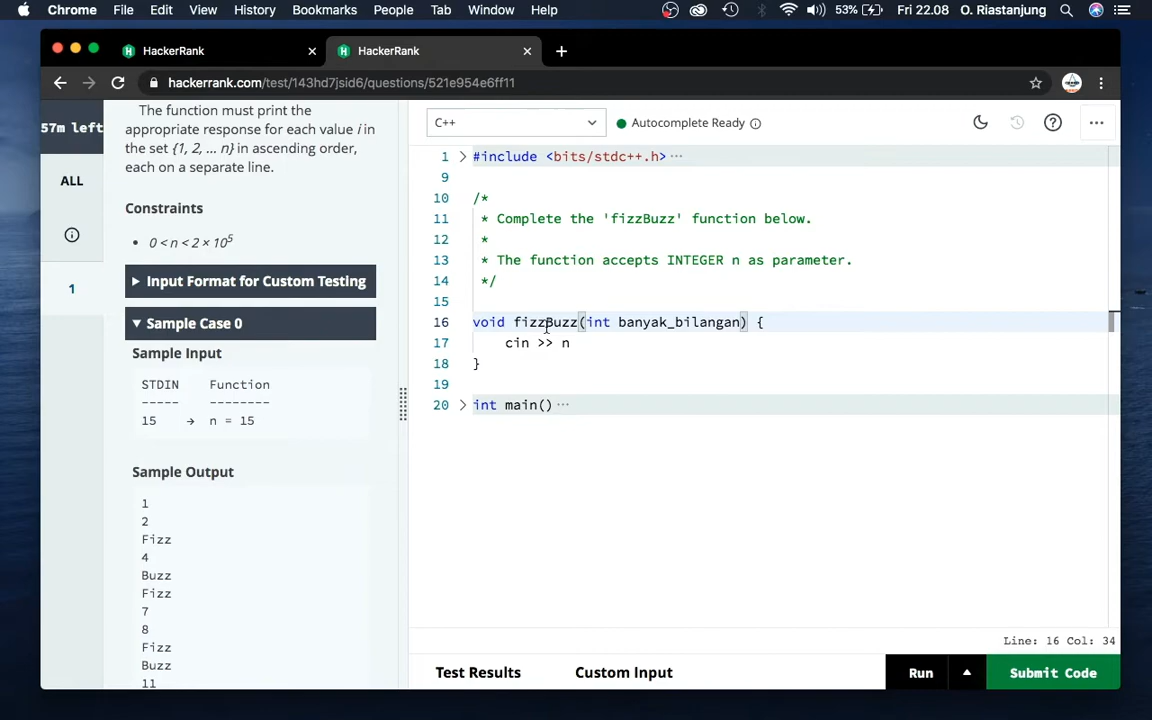 Chrome File Edit View History Bookmarks People Tab Window Help 53% Fri 22.08 O. Riastanjung
HackerRank
HackerRank
hackerrank.com/test/143hd7jsid6/questions/521e954e6ff11
57m left
ALL
1
The function must print the
appropriate response for each value i in
the set {1, 2, ... n} in ascending order,
each on a separate line.
Constraints
• 0 < n < 2 × 10⁵
Input Format for Custom Testing
Sample Case 0
Sample Input
STDIN Function
----- --------
15 → n = 15
Sample Output
1
2
Fizz
4
Buzz
Fizz
7
8
Fizz
Buzz
11
C++
Autocomplete Ready
1 #include <bits/stdc++.h>
9
10 /*
11 * Complete the 'fizzBuzz' function below.
12 *
13 * The function accepts INTEGER n as parameter.
14 */
15
16 void fizzBuzz(int banyak_bilangan) {
17 cin >> n
18 }
19
20 int main()
Line: 16 Col: 34
Test Results
Custom Input
Run
Submit Code